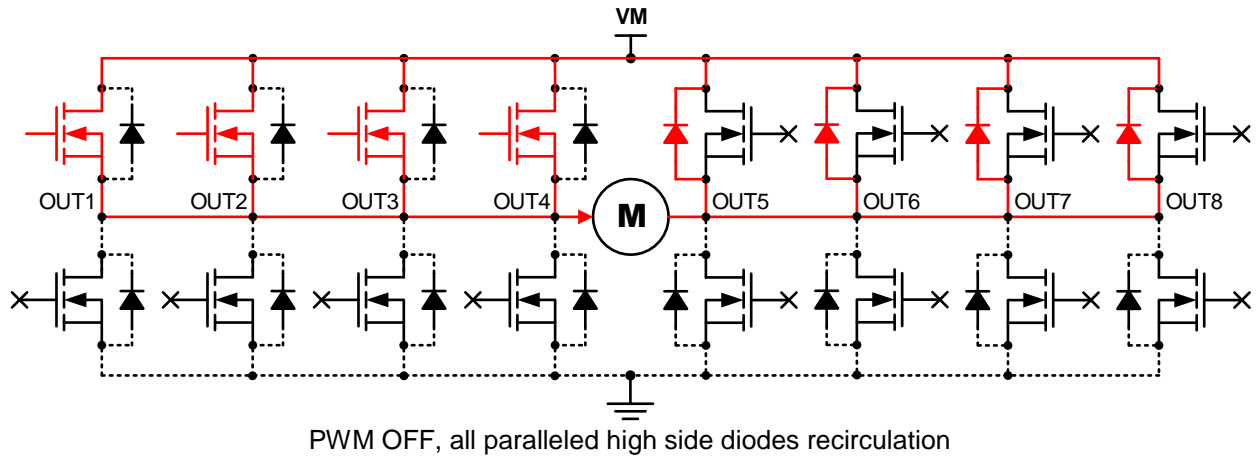 VM
OUT1 OUT2 OUT3 OUT4 M OUT5 OUT6 OUT7 OUT8
PWM OFF, all paralleled high side diodes recirculation